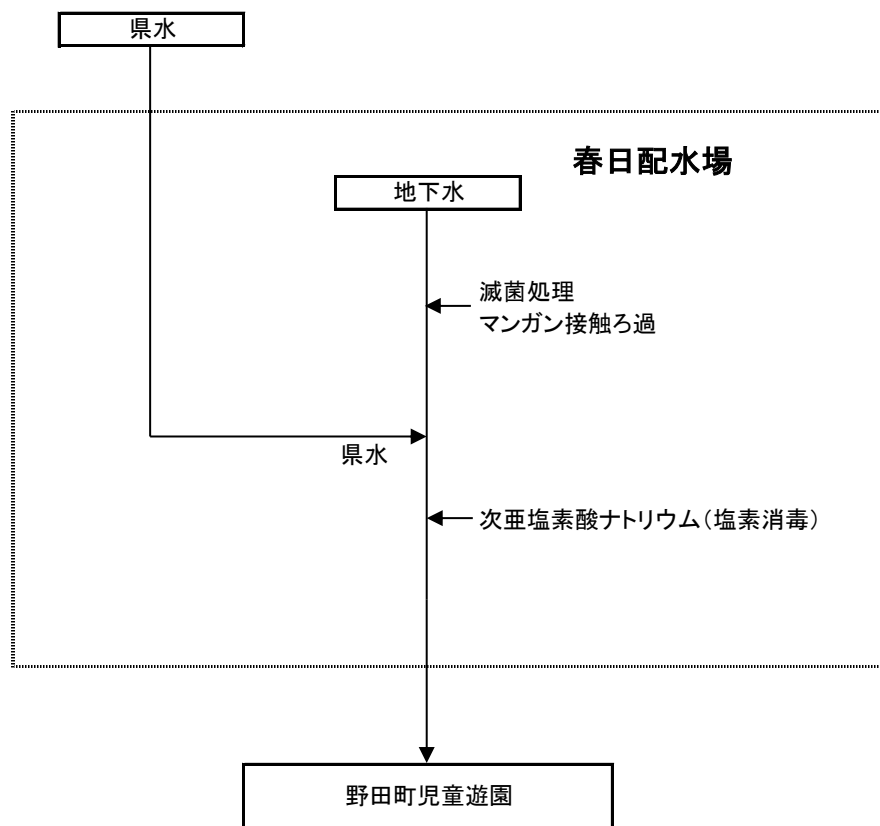 県水
春日配水場
地下水
滅菌処理
マンガン接触ろ過
県水
次亜塩素酸ナトリウム（塩素消毒）
野田町児童遊園